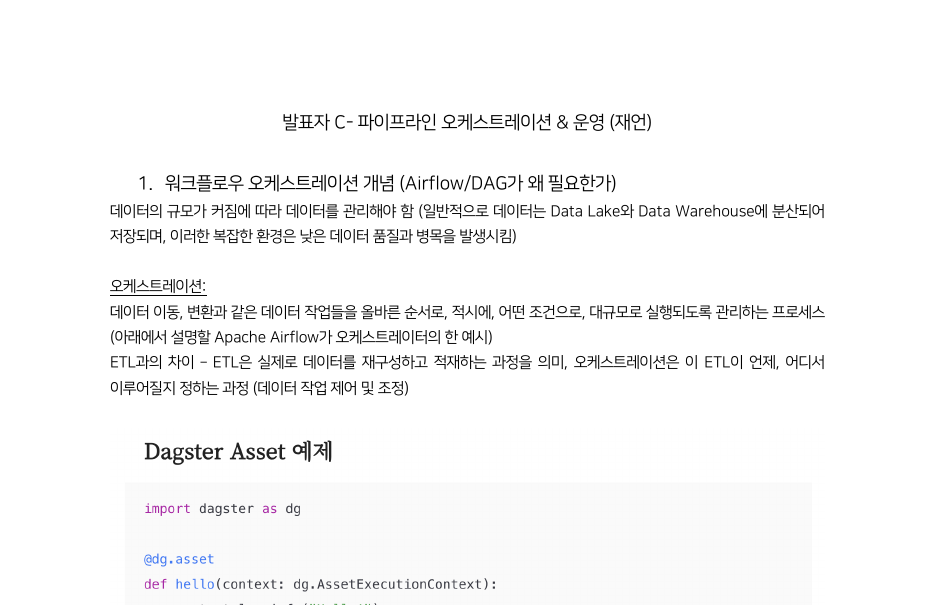 발표자 C- 파이프라인 오케스트레이션 & 운영 (재언)
1. 워크플로우 오케스트레이션 개념 (Airflow/DAG가 왜 필요한가)
데이터의 규모가 커짐에 따라 데이터를 관리해야 함 (일반적으로 데이터는 Data Lake와 Data Warehouse에 분산되어
저장되며, 이러한 복잡한 환경은 낮은 데이터 품질과 병목을 발생시킴)
오케스트레이션:
데이터 이동, 변환과 같은 데이터 작업들을 올바른 순서로, 적시에, 어떤 조건으로, 대규모로 실행되도록 관리하는 프로세스
(아래에서 설명할 Apache Airflow가 오케스트레이터의 한 예시)
ETL과의 차이 – ETL은 실제로 데이터를 재구성하고 적재하는 과정을 의미, 오케스트레이션은 이 ETL이 언제, 어디서
이루어질지 정하는 과정 (데이터 작업 제어 및 조정)
Dagster Asset 예제
import dagster as dg
@dg.asset
def hello(context: dg.AssetExecutionContext):